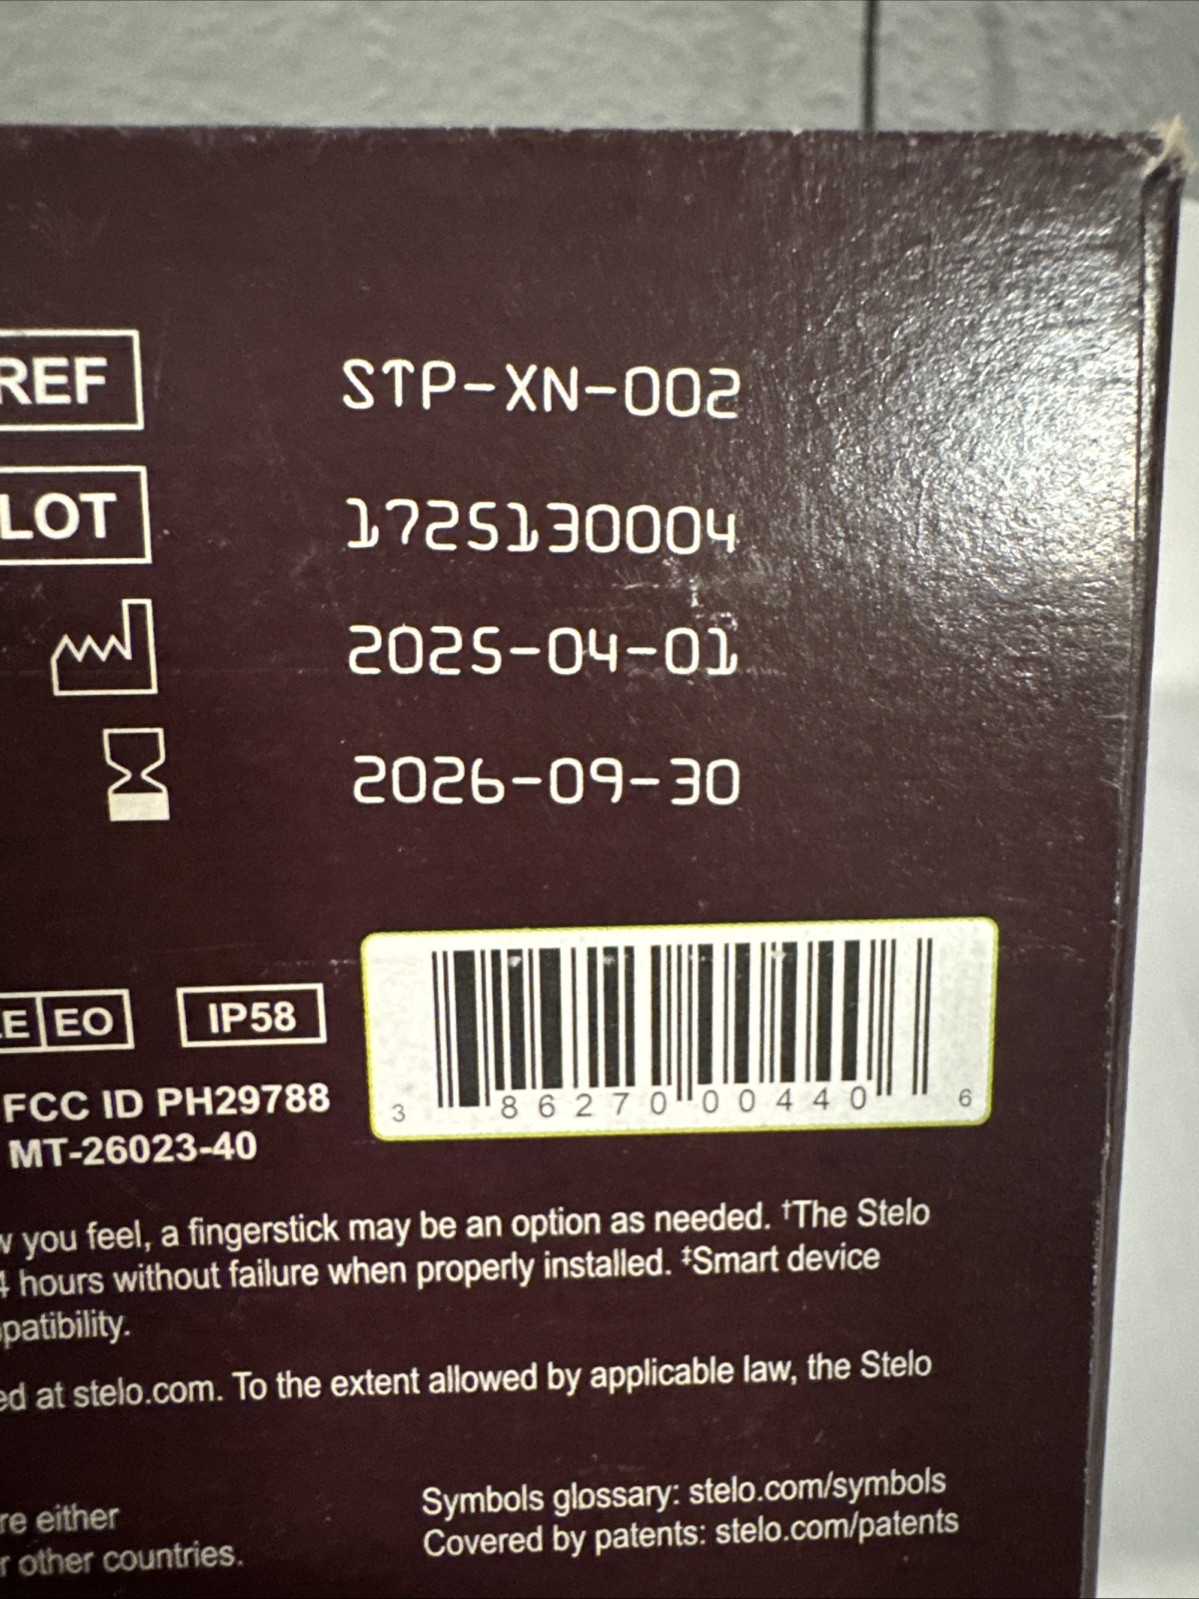 REF STP-XN-002
LOT 1725130004
2025-04-01
2026-09-30
EO IP58
3 86270 00440 6
FCC ID PH29788
MT-26023-40
you feel, a fingerstick may be an option as needed. †The Stelo
hours without failure when properly installed. ‡Smart device
ed at stelo.com. To the extent allowed by applicable law, the Stelo
re either
other countries.
Symbols glossary: stelo.com/symbols
Covered by patents: stelo.com/patents